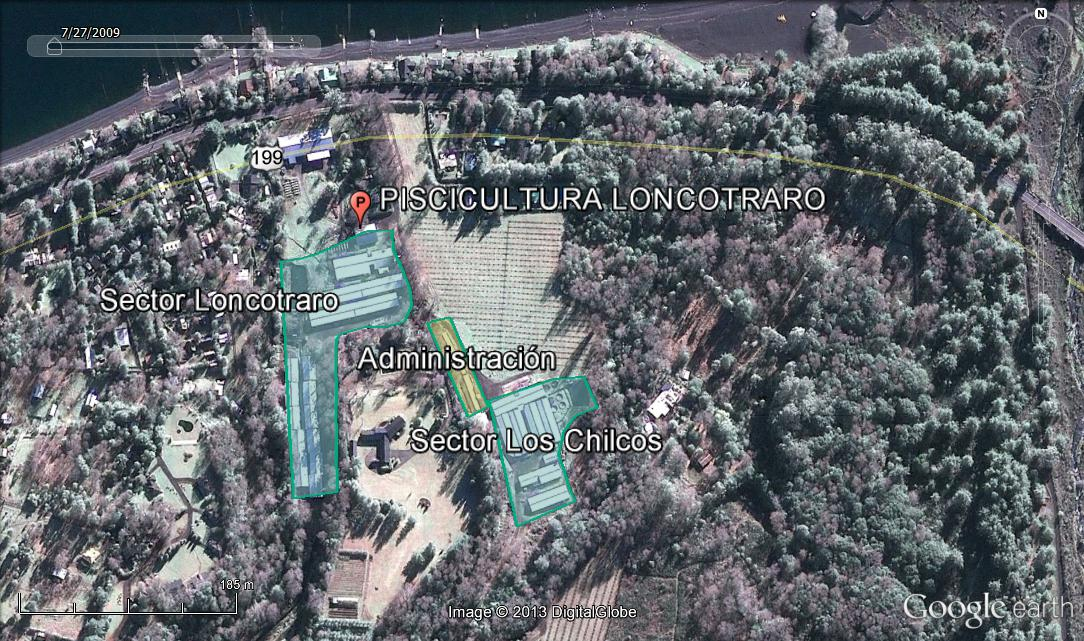 7/27/2009
N
199
P
PISCICULTURA LONCOTRARO
Sector Loncotraro
Administración
Sector Los Chilcos
185 m
Image © 2013 DigitalGlobe
Google earth